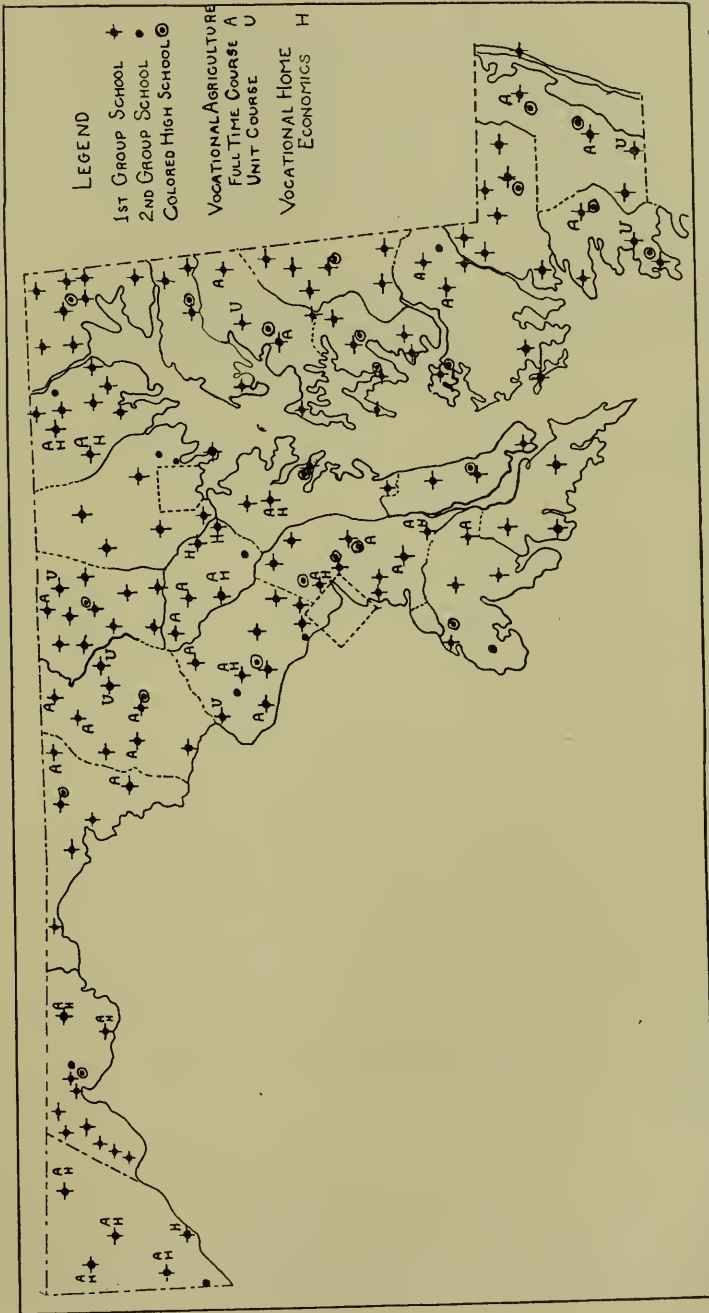 LEGEND
1ST GROUP SCHOOL
2ND GROUP SCHOOL
COLORED HIGH SCHOOL
VOCATIONAL AGRICULTURE
FULL TIME COURSE A
UNIT COURSE U
VOCATIONAL HOME
ECONOMICS H
A
H
A
H
A
H
A
H
H
A
H
A
H
A
A
A
A
A
A
U
U
A
U
A
A
A
H
H
H
U
A
A
H
A
H
A
H
A
H
A
H
A
A
A
H
A
A
U
A
A
A
A
A
U
A
U